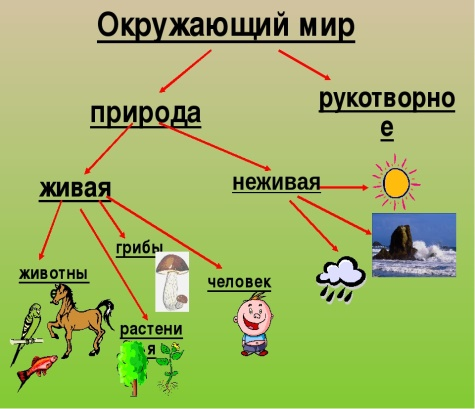 Окружающий мир
рукотворно
е
природа
неживая
живая
грибы
животны
человек
растени
я